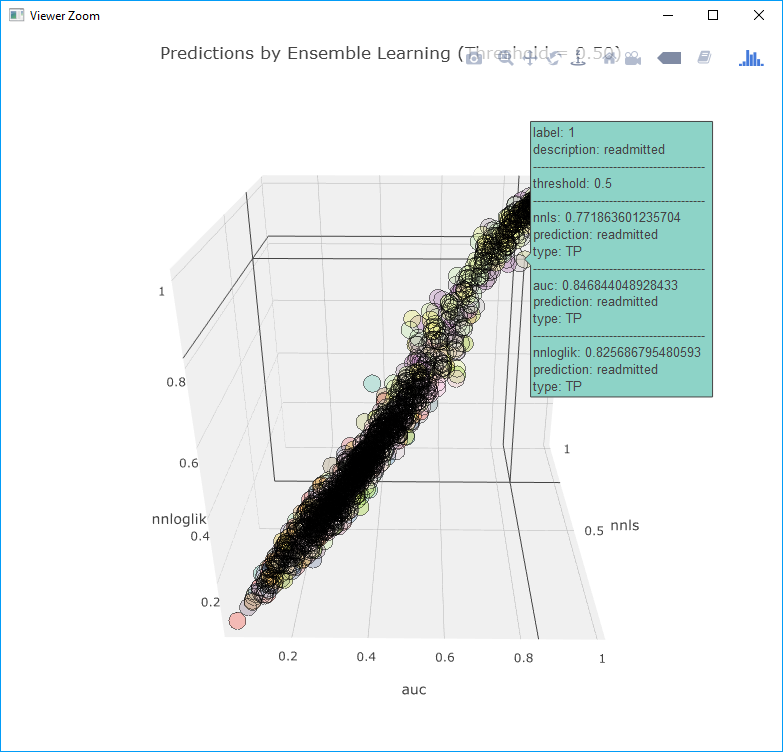 Viewer Zoom
Predictions by Ensemble Learning (Threshold = 0.50)
label: 1
description: readmitted
------------------------------------------
threshold: 0.5
------------------------------------------
nnls: 0.771863601235704
prediction: readmitted
type: TP
------------------------------------------
auc: 0.846844048928433
prediction: readmitted
type: TP
------------------------------------------
nnloglik: 0.825686795480593
prediction: readmitted
type: TP
1
0.8
0.6
nnloglik
0.4
0.2
1
0.5 nnls
0.2 0.4 0.6 0.8 1
auc